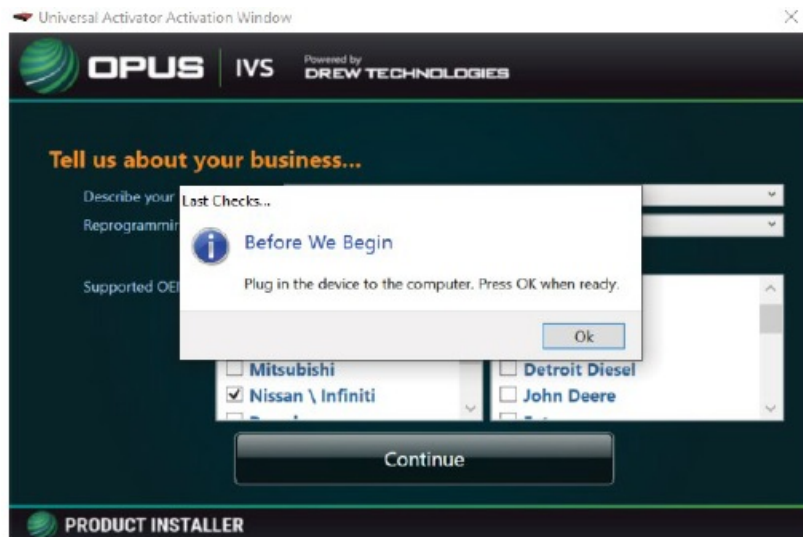 Universal Activator Activation Window
OPUS IVS Powered by
DREW TECHNOLOGIES
Tell us about your business...
Describe your
Last Checks...
Reprogrammin
Before We Begin
Supported OE
Plug in the device to the computer. Press OK when ready.
Ok
Mitsubishi Detroit Diesel
Nissan \ Infiniti John Deere
Continue
PRODUCT INSTALLER